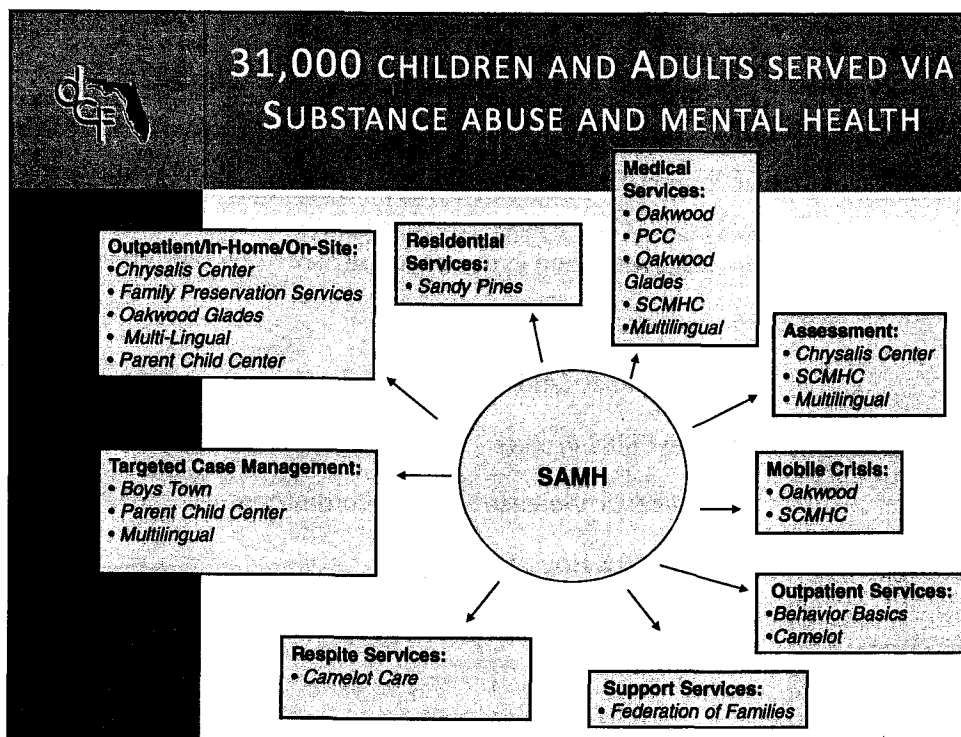 DCF
31,000 CHILDREN AND ADULTS SERVED VIA
SUBSTANCE ABUSE AND MENTAL HEALTH
Medical
Services:
• Oakwood
• PCC
• Oakwood
Glades
• SCMHC
•Multilingual
Outpatient/In-Home/On-Site:
•Chrysalis Center
• Family Preservation Services
• Oakwood Glades
• Multi-Lingual
• Parent Child Center
Residential
Services:
• Sandy Pines
Assessment:
• Chrysalis Center
• SCMHC
• Multilingual
SAMH
Targeted Case Management:
• Boys Town
• Parent Child Center
• Multilingual
Mobile Crisis:
• Oakwood
• SCMHC
Outpatient Services:
•Behavior Basics
•Camelot
Respite Services:
• Camelot Care
Support Services:
• Federation of Families